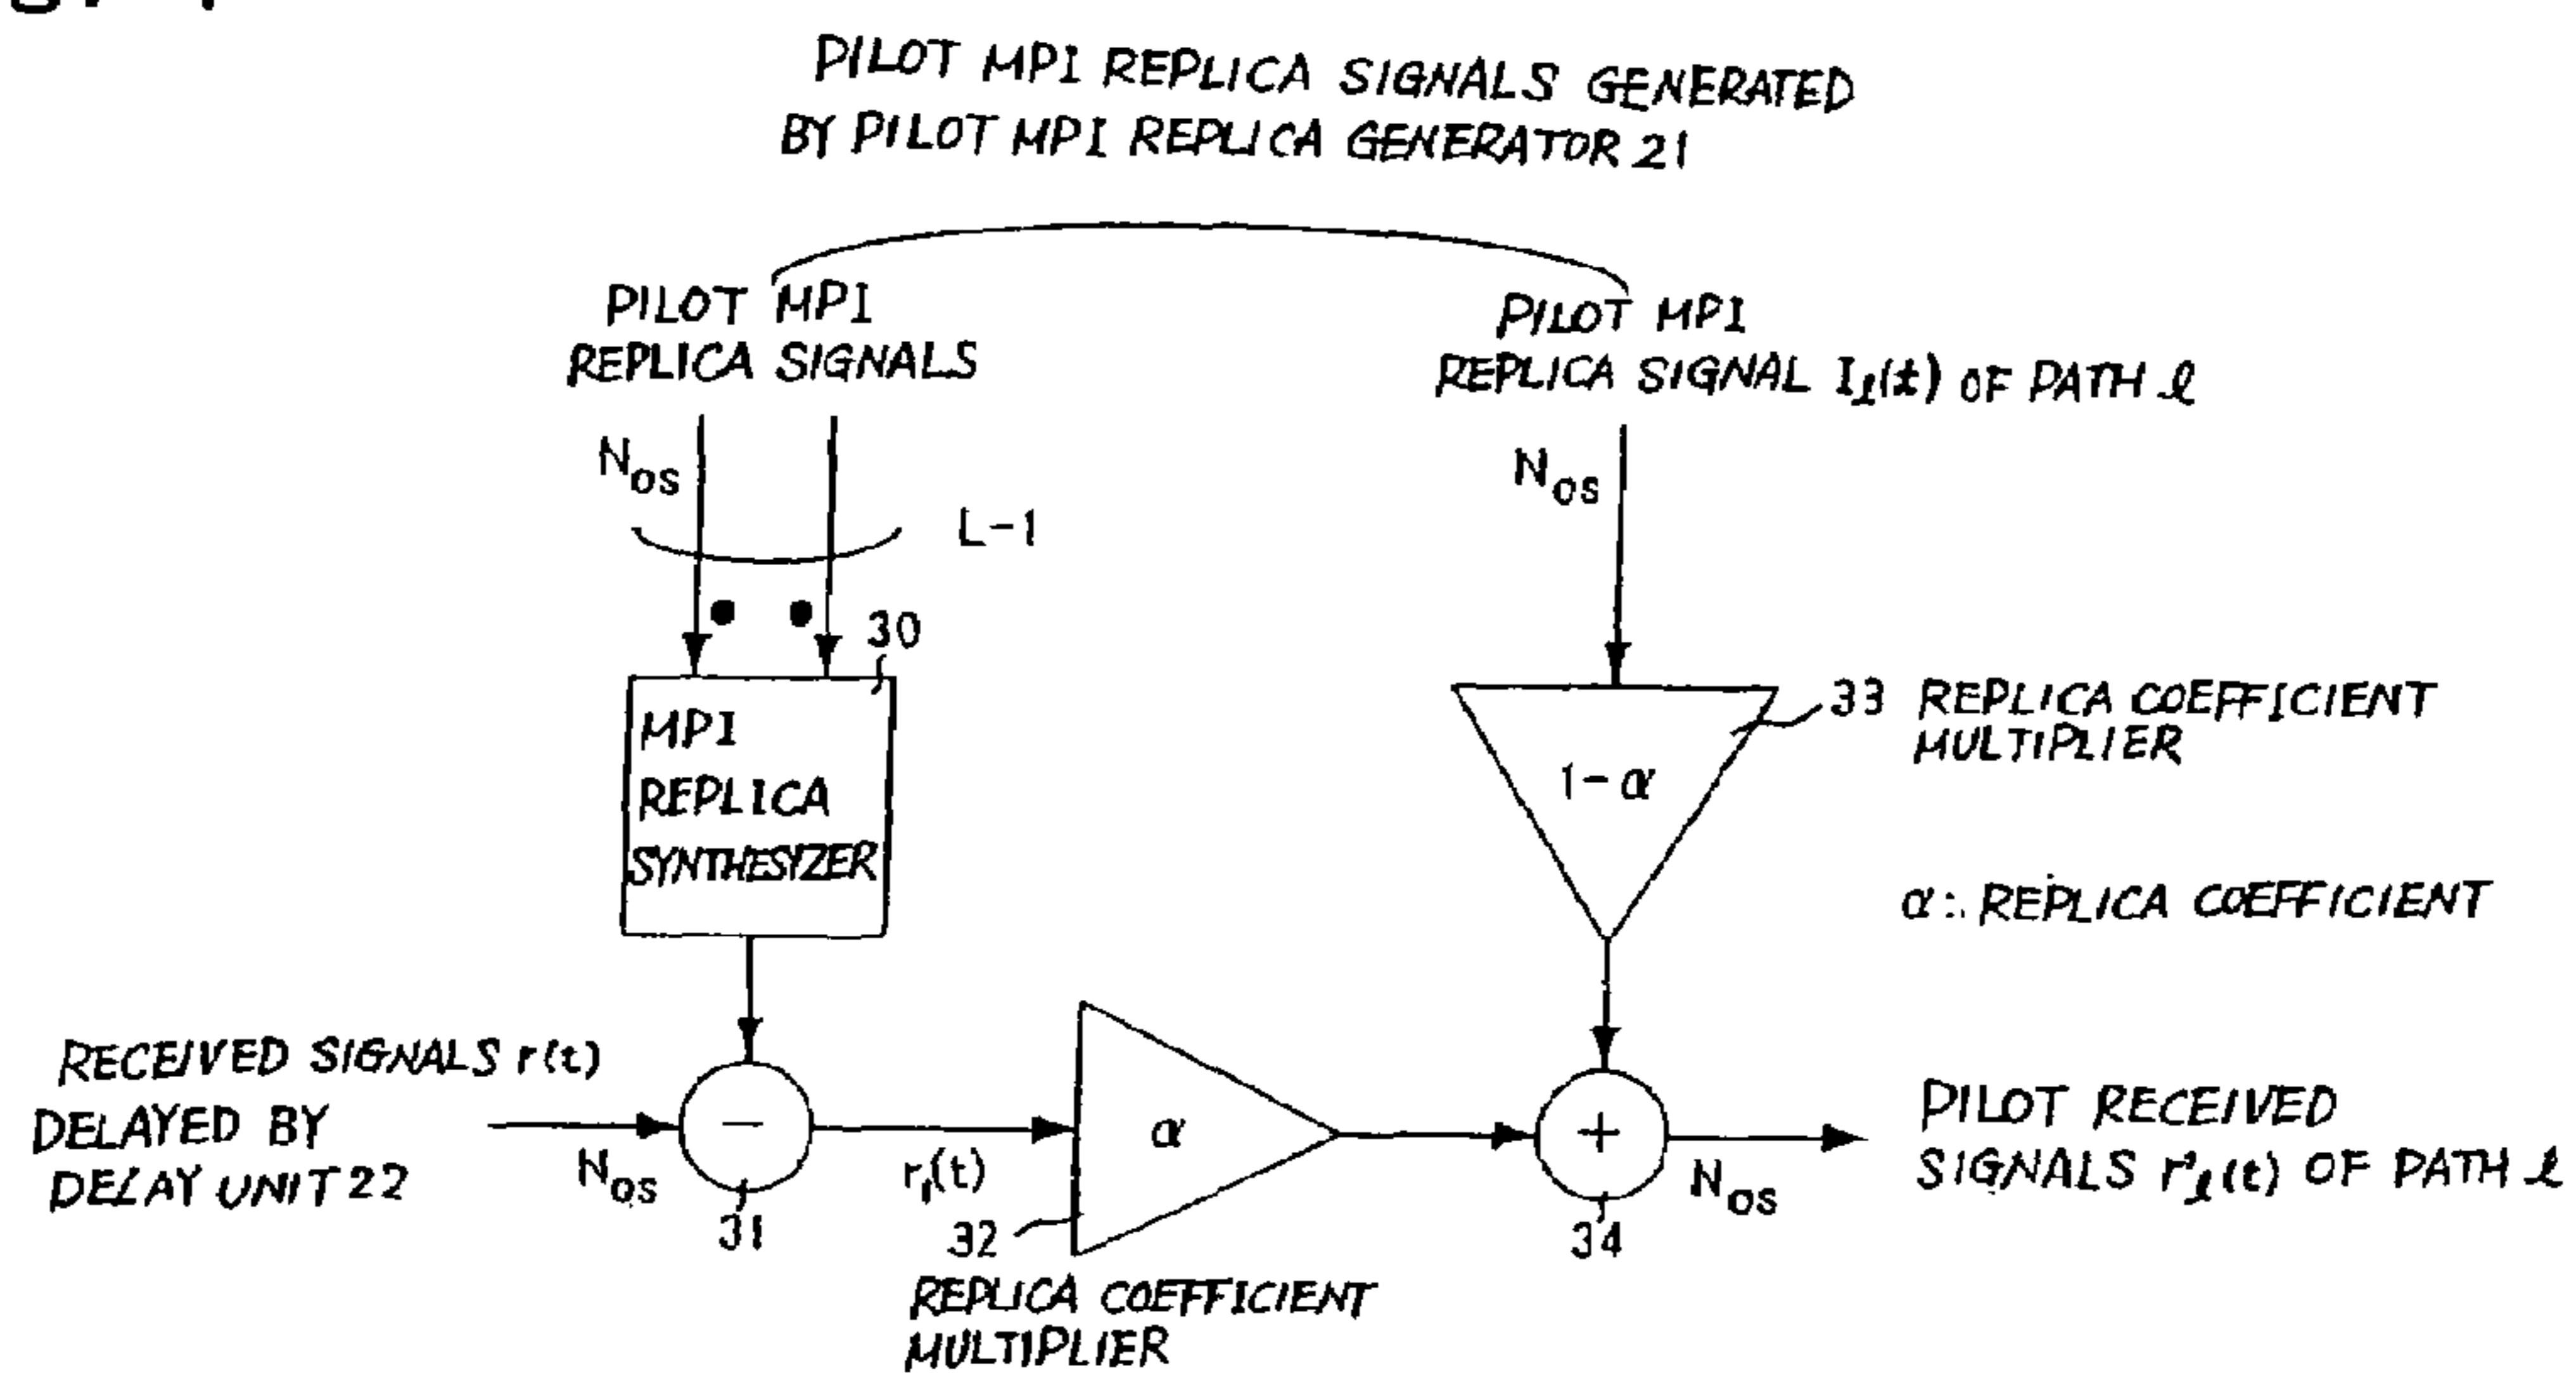 PILOT MPI REPLICA SIGNALS GENERATED
BY PILOT MPI REPLICA GENERATOR 21
PILOT MPI
REPLICA SIGNALS
PILOT MPI
REPLICA SIGNAL Iℓ(t) OF PATH ℓ
Nos
Nos
L-1
30
MPI
REPLICA
SYNTHESIZER
33 REPLICA COEFFICIENT
MULTIPLIER
1-α
α: REPLICA COEFFICIENT
RECEIVED SIGNALS r(t)
DELAYED BY
DELAY UNIT 22
Nos
−
31
r₁(t)
α
32
REPLICA COEFFICIENT
MULTIPLIER
+
34
Nos
PILOT RECEIVED
SIGNALS r'ℓ(t) OF PATH ℓ